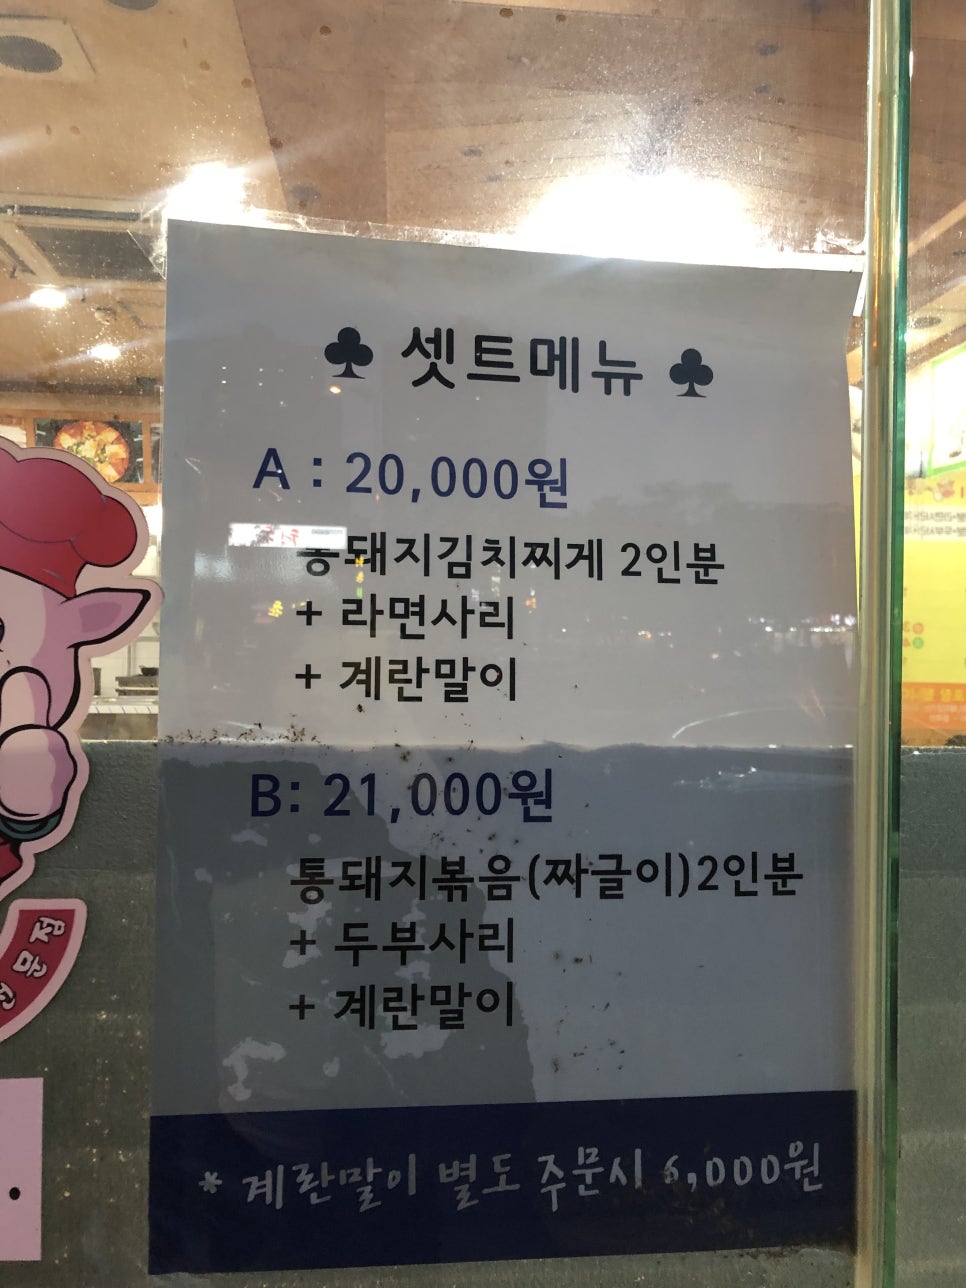 ♣ 셋트메뉴 ♣
A : 20,000원
통돼지김치찌게 2인분
+ 라면사리
+ 계란말이
B: 21,000원
통돼지볶음(짜글이)2인분
+ 두부사리
+ 계란말이
* 계란말이 별도 주문시 6,000원
전문점